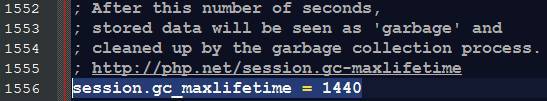 1552 ; After this number of seconds,
1553 ; stored data will be seen as 'garbage' and
1554 ; cleaned up by the garbage collection process.
1555 ; http://php.net/session.gc-maxlifetime
1556 session.gc_maxlifetime = 1440